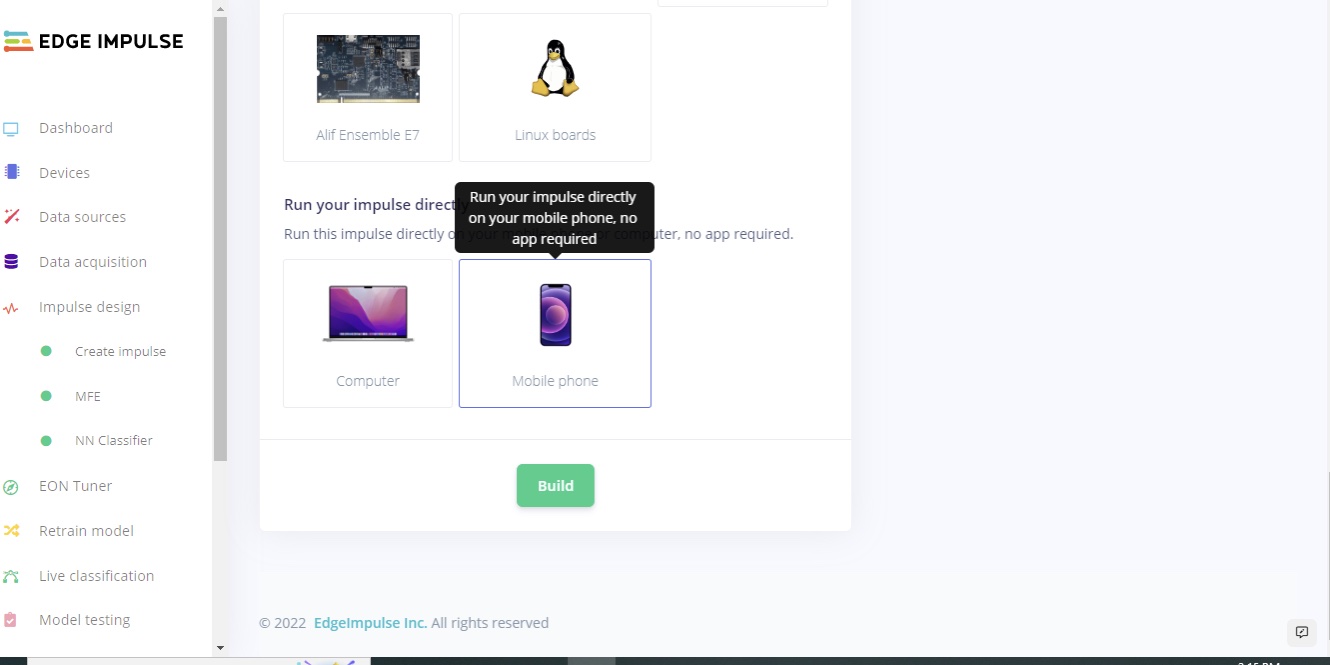 EDGE IMPULSE
Dashboard
Devices
Data sources
Data acquisition
Impulse design
Create impulse
MFE
NN Classifier
EON Tuner
Retrain model
Live classification
Model testing
Alif Ensemble E7
Linux boards
Run your impulse directly
Run your impulse directly
on your mobile phone, no
app required
Run this impulse directly on your mobile phone or computer, no app required.
Computer
Mobile phone
Build
© 2022 EdgeImpulse Inc. All rights reserved